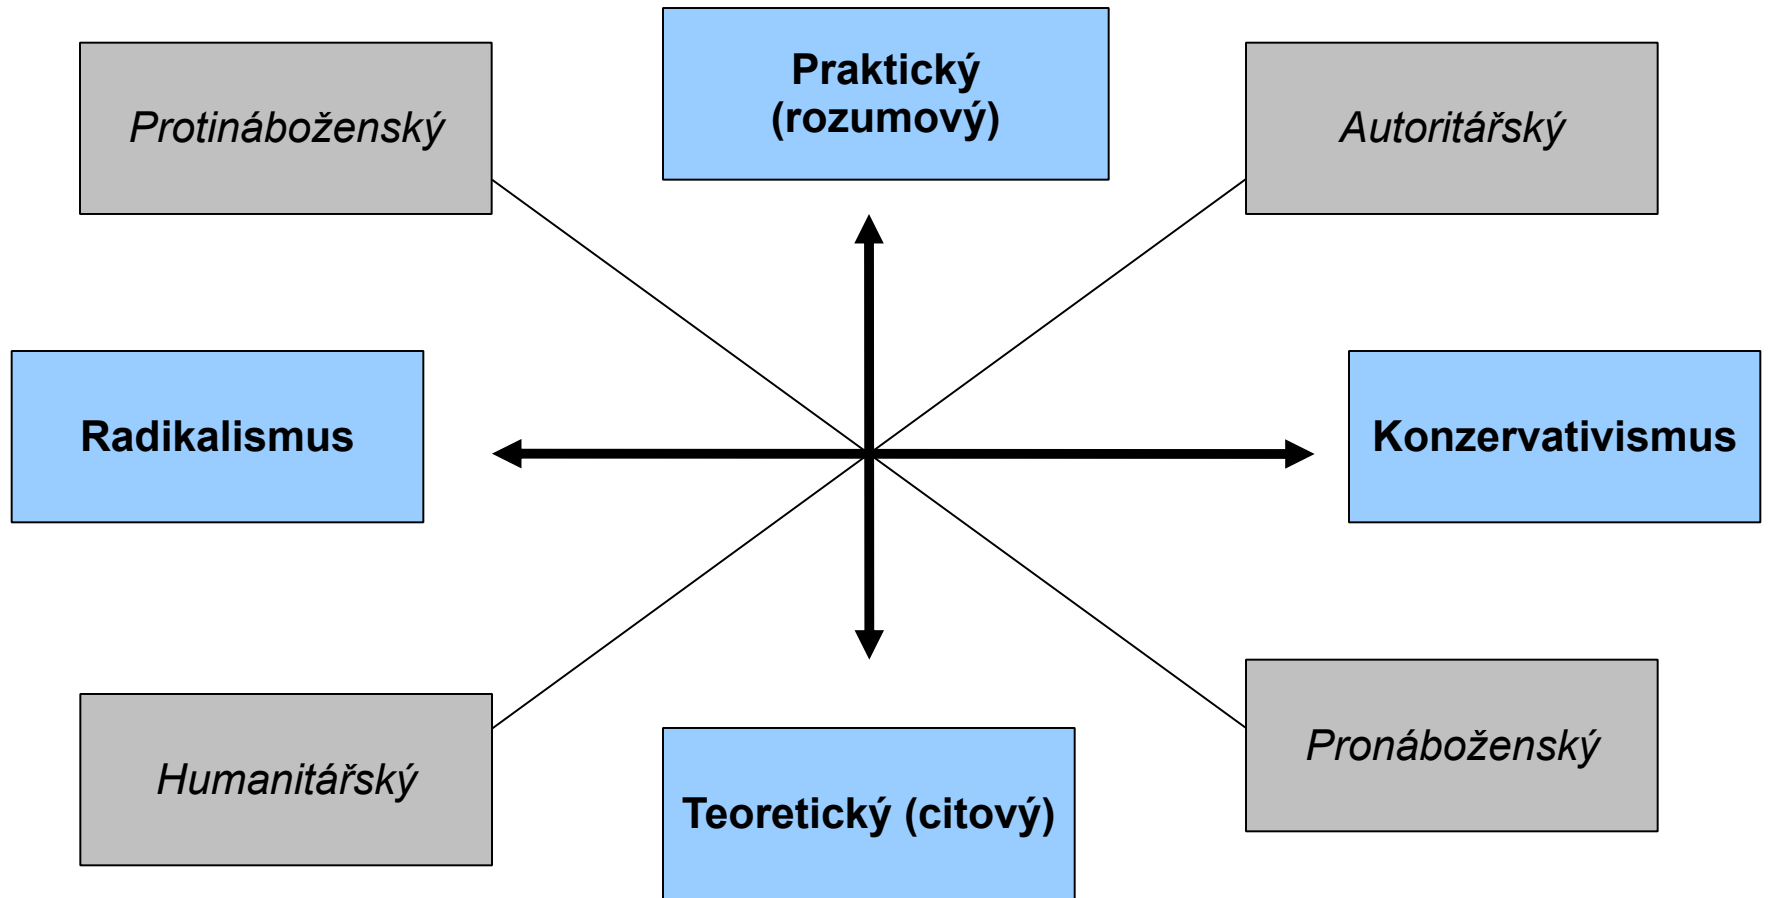 Praktický
(rozumový)
Protináboženský
Autoritářský
Radikalismus
Konzervativismus
Humanitářský
Pronáboženský
Teoretický (citový)